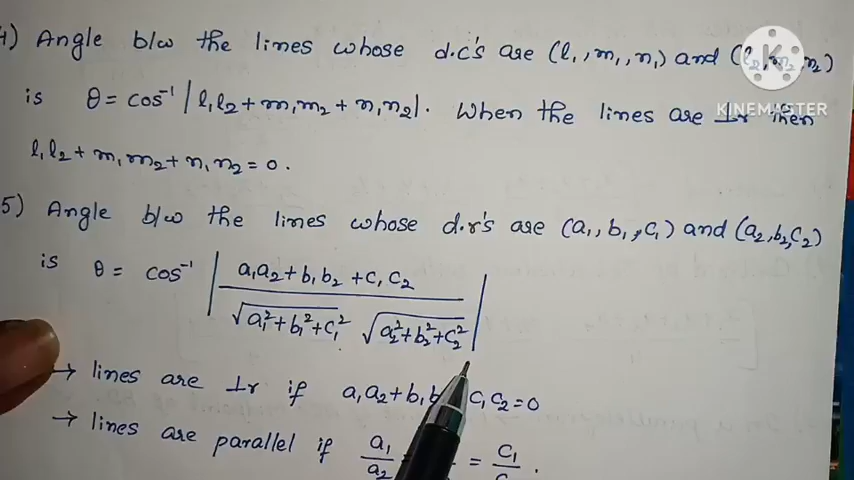 4) Angle b/w the lines whose d.c's are (l₁, m₁, n₁) and (l₂, m₂, n₂)
is θ = cos⁻¹ |l₁l₂ + m₁m₂ + n₁n₂|. When the lines are ⊥r then
l₁l₂ + m₁m₂ + n₁n₂ = 0.
5) Angle b/w the lines whose d.r's are (a₁, b₁, c₁) and (a₂, b₂, c₂)
is θ = cos⁻¹ | a₁a₂ + b₁b₂ + c₁c₂ / √a₁² + b₁² + c₁² √a₂² + b₂² + c₂² |
→ lines are ⊥r if a₁a₂ + b₁b c₁c₂ = 0
→ lines are parallel if a₁/a₂ = c₁/c .
KINEMASTER